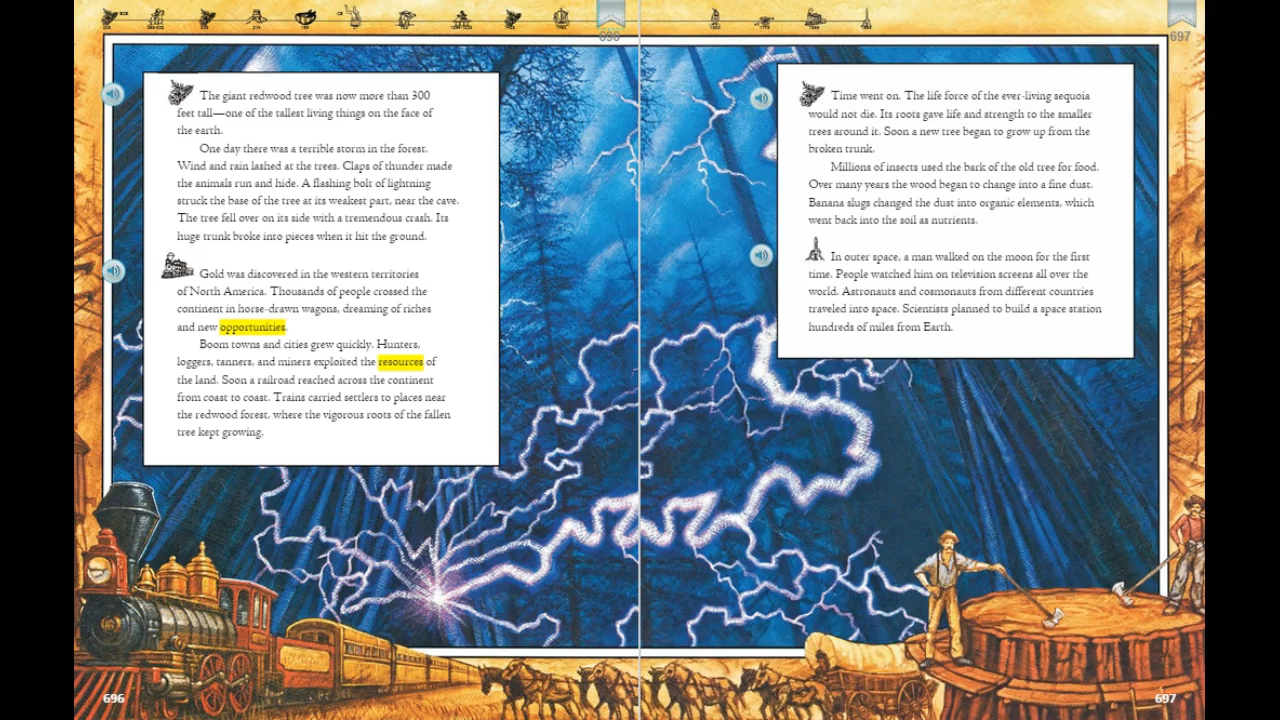 696
697
The giant redwood tree was now more than 300
feet tall—one of the tallest living things on the face of
the earth.
One day there was a terrible storm in the forest.
Wind and rain lashed at the trees. Claps of thunder made
the animals run and hide. A flashing bolt of lightning
struck the base of the tree at its weakest part, near the cave.
The tree fell over on its side with a tremendous crash. Its
huge trunk broke into pieces when it hit the ground.
Gold was discovered in the western territories
of North America. Thousands of people crossed the
continent in horse-drawn wagons, dreaming of riches
and new opportunities.
Boom towns and cities grew quickly. Hunters,
loggers, tanners, and miners exploited the resources of
the land. Soon a railroad reached across the continent
from coast to coast. Trains carried settlers to places near
the redwood forest, where the vigorous roots of the fallen
tree kept growing.
696
Time went on. The life force of the ever-living sequoia
would not die. Its roots gave life and strength to the smaller
trees around it. Soon a new tree began to grow up from the
broken trunk.
Millions of insects used the bark of the old tree for food.
Over many years the wood began to change into a fine dust.
Banana slugs changed the dust into organic elements, which
went back into the soil as nutrients.
In outer space, a man walked on the moon for the first
time. People watched him on television screens all over the
world. Astronauts and cosmonauts from different countries
traveled into space. Scientists planned to build a space station
hundreds of miles from Earth.
697